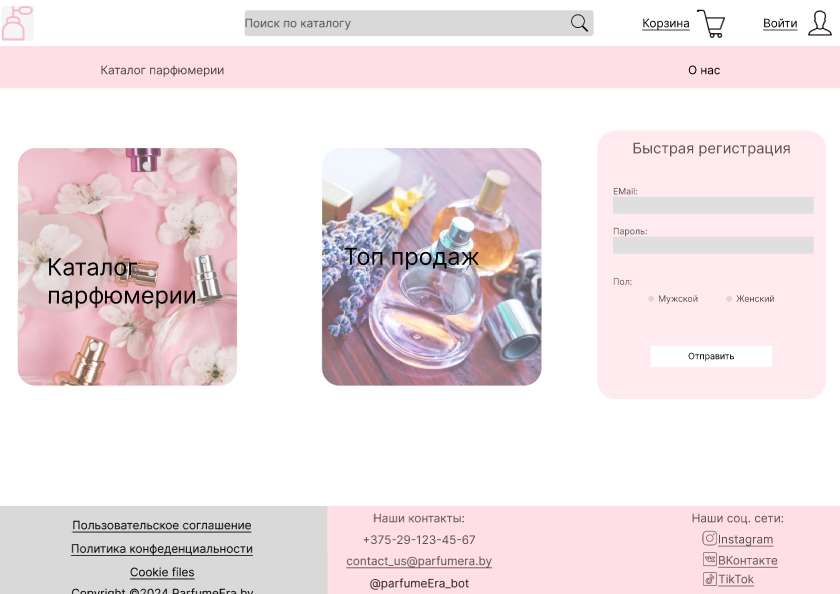 Поиск по каталогу
Корзина
Войти
Каталог парфюмерии
О нас
Каталог
парфюмерии
Топ продаж
Быстрая регистрация
EMail:
Пароль:
Пол:
Мужской
Женский
Отправить
Пользовательское соглашение
Политика конфеденциальности
Cookie files
Copyright ©2024 ParfumeEra.by
Наши контакты:
+375-29-123-45-67
contact_us@parfumera.by
@parfumeEra_bot
Наши соц. сети:
Instagram
ВКонтакте
TikTok